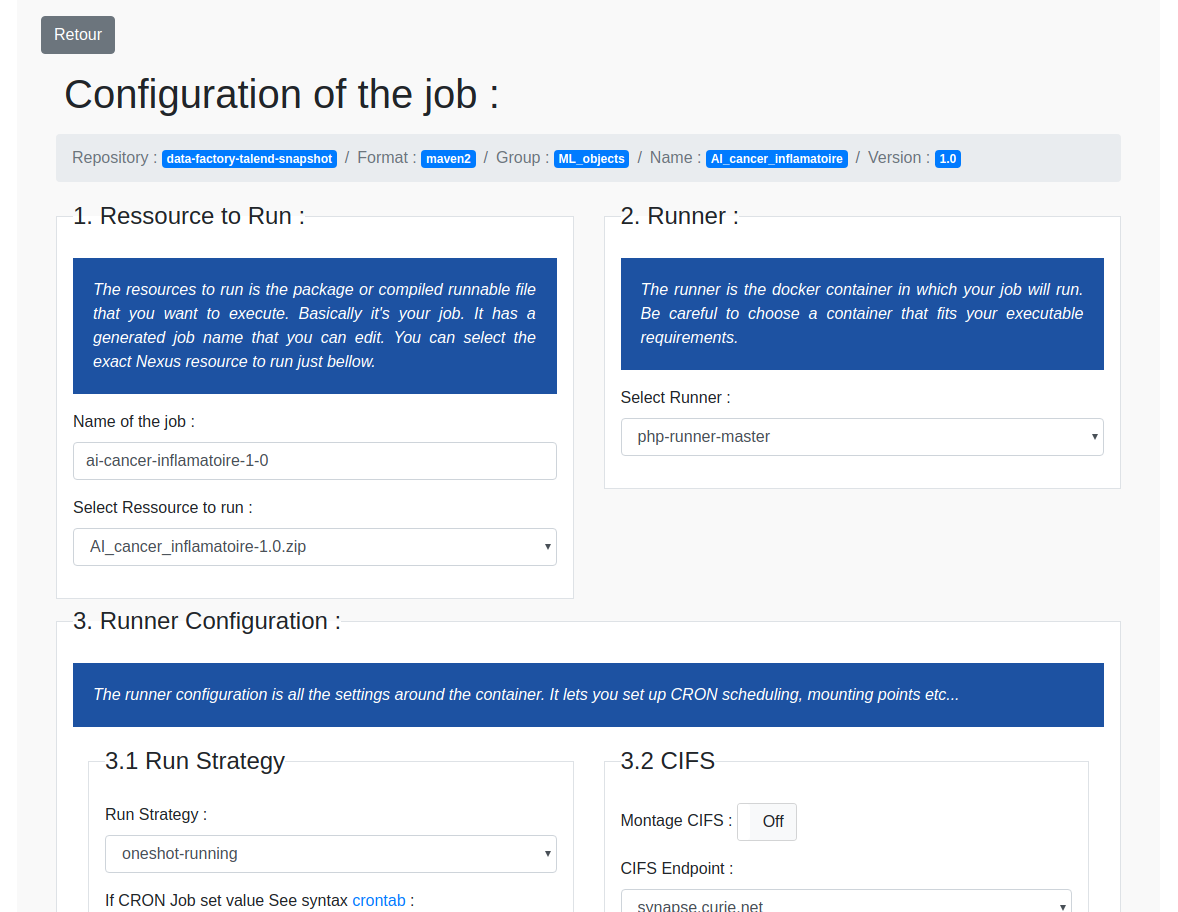 Retour
Configuration of the job :
Repository : data-factory-talend-snapshot / Format : maven2 / Group : ML_objects / Name : AI_cancer_inflamatoire / Version : 1.0
1. Ressource to Run :
The resources to run is the package or compiled runnable file
that you want to execute. Basically it's your job. It has a
generated job name that you can edit. You can select the
exact Nexus resource to run just bellow.
Name of the job :
ai-cancer-inflamatoire-1-0
Select Ressource to run :
AI_cancer_inflamatoire-1.0.zip
2. Runner :
The runner is the docker container in which your job will run.
Be careful to choose a container that fits your executable
requirements.
Select Runner :
php-runner-master
3. Runner Configuration :
The runner configuration is all the settings around the container. It lets you set up CRON scheduling, mounting points etc...
3.1 Run Strategy
Run Strategy :
oneshot-running
If CRON Job set value See syntax crontab :
3.2 CIFS
Montage CIFS : Off
CIFS Endpoint :
synapse.curie.net